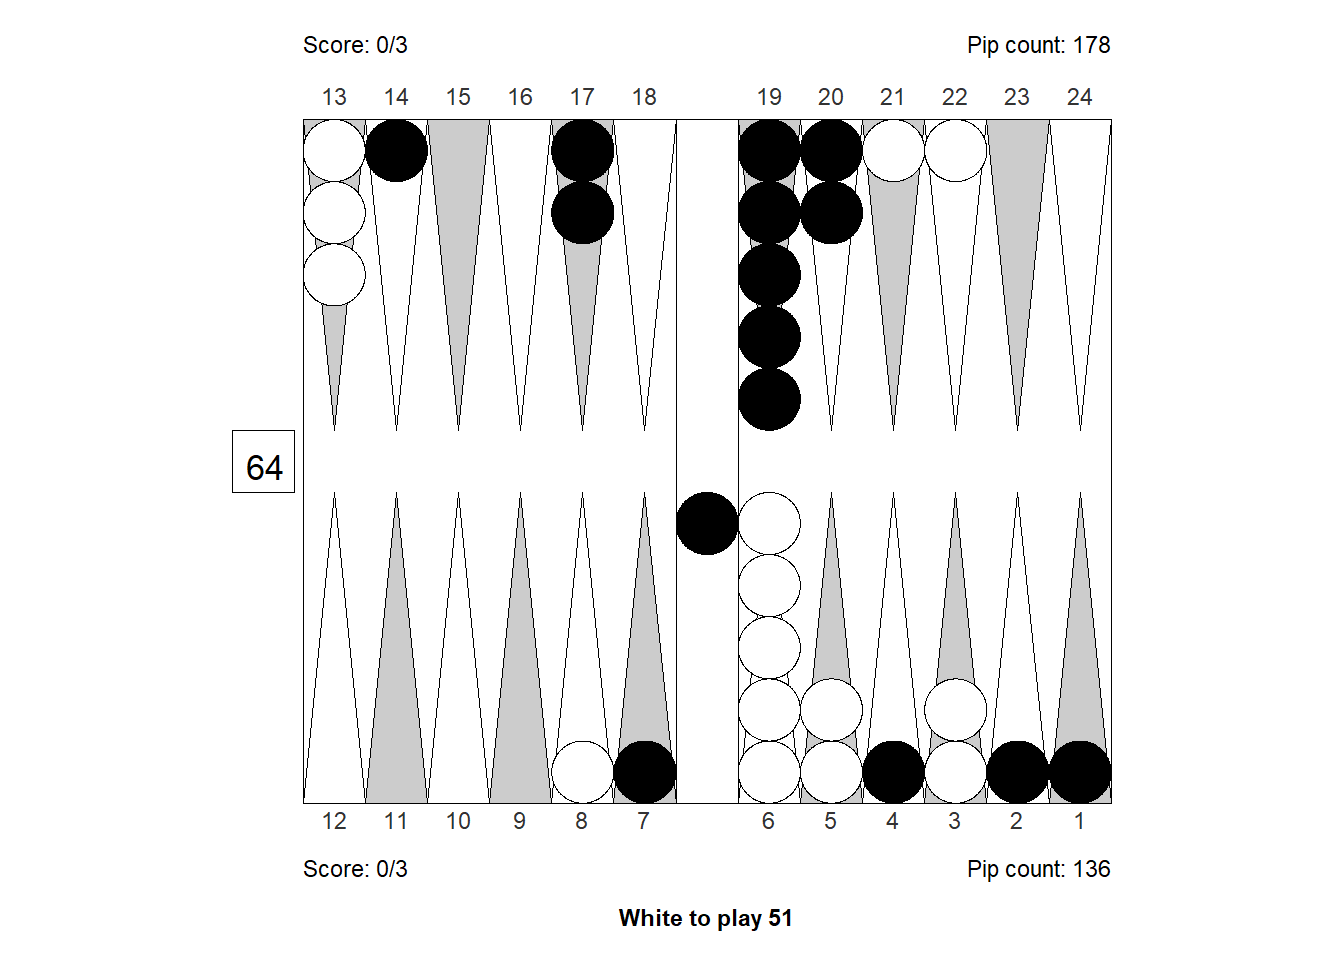 Score: 0/3 Pip count: 178
13 14 15 16 17 18 19 20 21 22 23 24
64
12 11 10 9 8 7 6 5 4 3 2 1
Score: 0/3 Pip count: 136
White to play 51